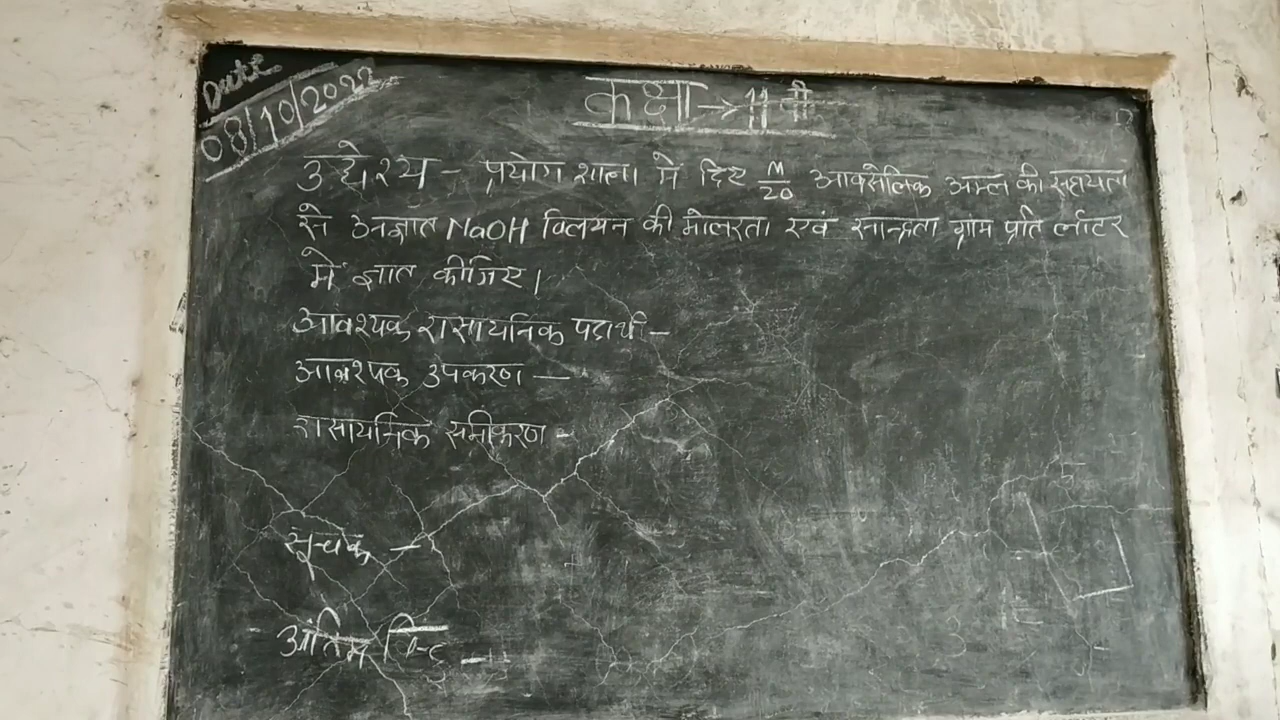 Date
08/10/2022
कक्षा → 11 वी
उद्देश्य - प्रयोग शाला मे दिए M/20 आक्सेलिक अम्ल की सहायता
से अज्ञात NaOH विलयन की मोलरता एवं सान्द्रता ग्राम प्रति लीटर
में ज्ञात कीजिए।
आवश्यक रासायनिक पदार्थ -
आवश्यक उपकरण -
रासायनिक समीकरण -
सूचक -
अंतिम बिन्दु -